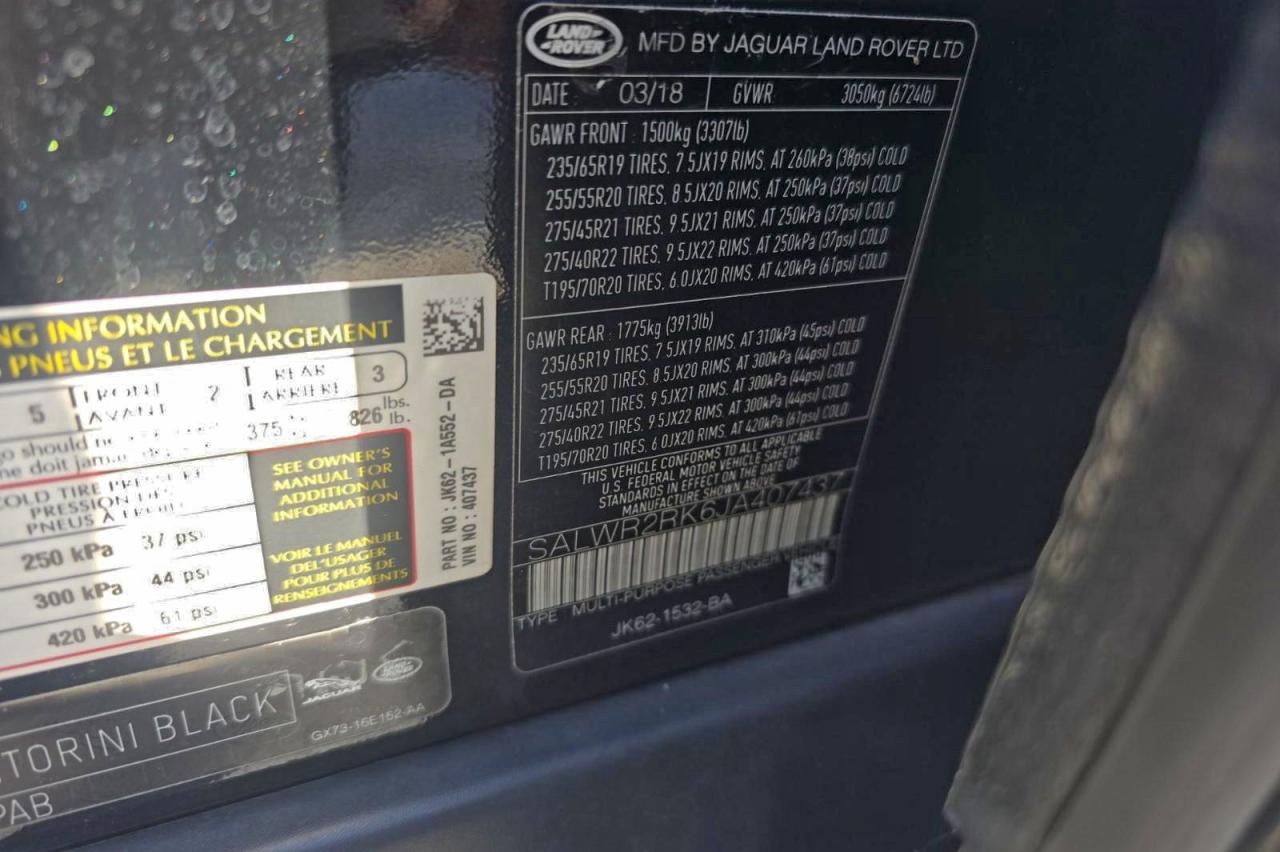 LAND ROVER
MFD BY JAGUAR LAND ROVER LTD
DATE 03/18 GVWR 3050kg (6724lb)
GAWR FRONT : 1500kg (3307lb)
235/65R19 TIRES, 7.5JX19 RIMS, AT 260kPa (38psi) COLD
255/55R20 TIRES, 8.5JX20 RIMS, AT 250kPa (37psi) COLD
275/45R21 TIRES, 9.5JX21 RIMS, AT 250kPa (37psi) COLD
275/40R22 TIRES, 9.5JX22 RIMS, AT 250kPa (37psi) COLD
T195/70R20 TIRES, 6.0JX20 RIMS, AT 420kPa (61psi) COLD
GAWR REAR : 1775kg (3913lb)
235/65R19 TIRES, 7.5JX19 RIMS, AT 310kPa (45psi) COLD
255/55R20 TIRES, 8.5JX20 RIMS, AT 300kPa (44psi) COLD
275/45R21 TIRES, 9.5JX21 RIMS, AT 300kPa (44psi) COLD
275/40R22 TIRES, 9.5JX22 RIMS, AT 300kPa (44psi) COLD
T195/70R20 TIRES, 6.0JX20 RIMS, AT 420kPa (61psi) COLD
THIS VEHICLE CONFORMS TO ALL APPLICABLE
U.S. FEDERAL MOTOR VEHICLE SAFETY
STANDARDS IN EFFECT ON THE DATE OF
MANUFACTURE SHOWN ABOVE
SALWR2RK6JA407437
TYPE MULTI-PURPOSE PASSENGER
JK62-1532-BA
NG INFORMATION
PNEUS ET LE CHARGEMENT
5 FRONT AVANT 2 REAR ARRIERE 3
should
375 826 lbs. lb.
ne doit
COLD TIRE PRESSURE
PRESSION DES
PNEUS A FROID
250 kPa 37 psi
300 kPa 44 psi
420 kPa 61 psi
SEE OWNER'S
MANUAL FOR
ADDITIONAL
INFORMATION
VOIR LE MANUEL
DEL'USAGER
POUR PLUS DE
RENSEIGNEMENTS
PART NO : JK62-1A552-DA
VIN NO : 407437
TORINI BLACK
JAGUAR
LAND ROVER
GX73-15E152-AA
PAB